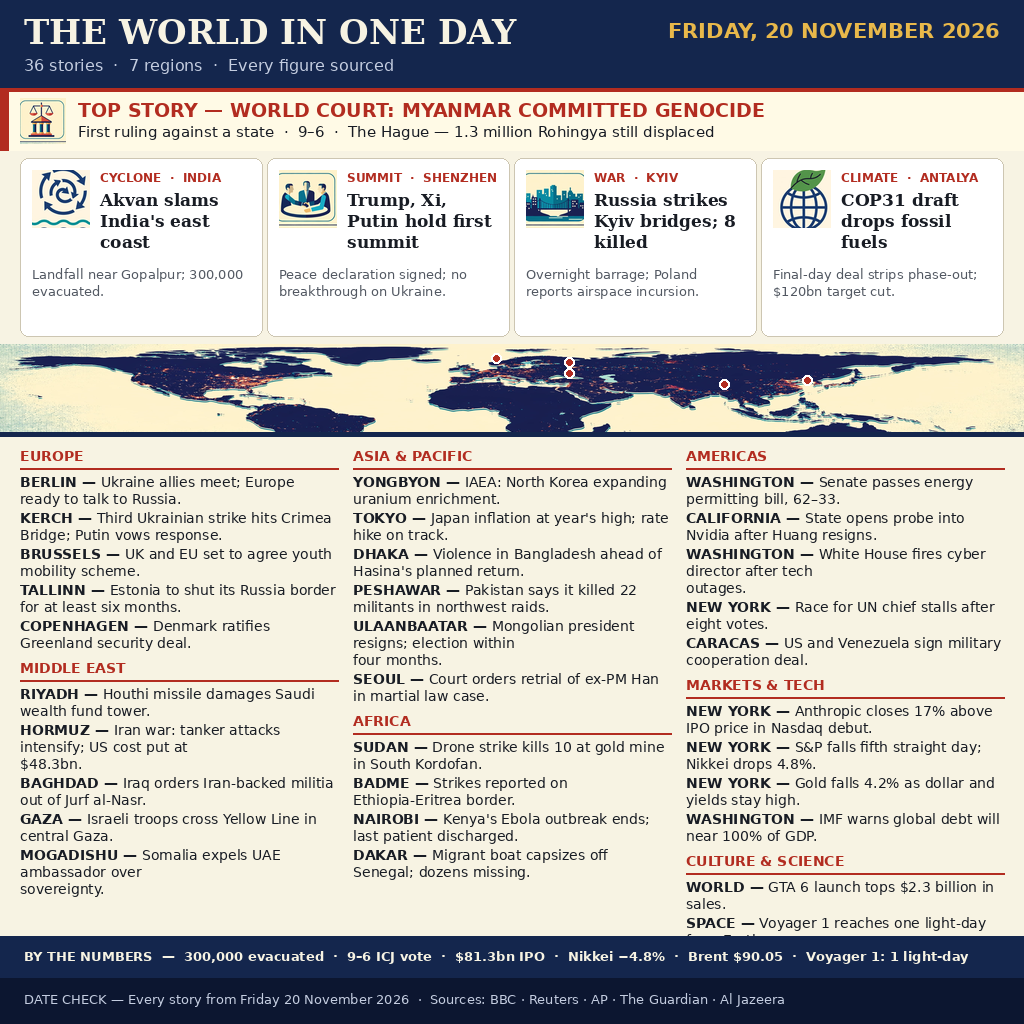 THE WORLD IN ONE DAY
FRIDAY, 20 NOVEMBER 2026
36 stories · 7 regions · Every figure sourced
TOP STORY — WORLD COURT: MYANMAR COMMITTED GENOCIDE
First ruling against a state · 9–6 · The Hague — 1.3 million Rohingya still displaced
CYCLONE · INDIA
Akvan slams
India's east
coast
Landfall near Gopalpur; 300,000
evacuated.
SUMMIT · SHENZHEN
Trump, Xi,
Putin hold first
summit
Peace declaration signed; no
breakthrough on Ukraine.
WAR · KYIV
Russia strikes
Kyiv bridges; 8
killed
Overnight barrage; Poland
reports airspace incursion.
CLIMATE · ANTALYA
COP31 draft
drops fossil
fuels
Final-day deal strips phase-out;
$120bn target cut.
EUROPE
BERLIN — Ukraine allies meet; Europe
ready to talk to Russia.
KERCH — Third Ukrainian strike hits Crimea
Bridge; Putin vows response.
BRUSSELS — UK and EU set to agree youth
mobility scheme.
TALLINN — Estonia to shut its Russia border
for at least six months.
COPENHAGEN — Denmark ratifies
Greenland security deal.
MIDDLE EAST
RIYADH — Houthi missile damages Saudi
wealth fund tower.
HORMUZ — Iran war: tanker attacks
intensify; US cost put at
$48.3bn.
BAGHDAD — Iraq orders Iran-backed militia
out of Jurf al-Nasr.
GAZA — Israeli troops cross Yellow Line in
central Gaza.
MOGADISHU — Somalia expels UAE
ambassador over
sovereignty.
ASIA & PACIFIC
YONGBYON — IAEA: North Korea expanding
uranium enrichment.
TOKYO — Japan inflation at year's high; rate
hike on track.
DHAKA — Violence in Bangladesh ahead of
Hasina's planned return.
PESHAWAR — Pakistan says it killed 22
militants in northwest raids.
ULAANBAATAR — Mongolian president
resigns; election within
four months.
SEOUL — Court orders retrial of ex-PM Han
in martial law case.
AFRICA
SUDAN — Drone strike kills 10 at gold mine
in South Kordofan.
BADME — Strikes reported on
Ethiopia-Eritrea border.
NAIROBI — Kenya's Ebola outbreak ends;
last patient discharged.
DAKAR — Migrant boat capsizes off
Senegal; dozens missing.
AMERICAS
WASHINGTON — Senate passes energy
permitting bill, 62–33.
CALIFORNIA — State opens probe into
Nvidia after Huang resigns.
WASHINGTON — White House fires cyber
director after tech
outages.
NEW YORK — Race for UN chief stalls after
eight votes.
CARACAS — US and Venezuela sign military
cooperation deal.
MARKETS & TECH
NEW YORK — Anthropic closes 17% above
IPO price in Nasdaq debut.
NEW YORK — S&P falls fifth straight day;
Nikkei drops 4.8%.
NEW YORK — Gold falls 4.2% as dollar and
yields stay high.
WASHINGTON — IMF warns global debt will
near 100% of GDP.
CULTURE & SCIENCE
WORLD — GTA 6 launch tops $2.3 billion in
sales.
SPACE — Voyager 1 reaches one light-day
BY THE NUMBERS — 300,000 evacuated · 9–6 ICJ vote · $81.3bn IPO · Nikkei −4.8% · Brent $90.05 · Voyager 1: 1 light-day
DATE CHECK — Every story from Friday 20 November 2026 · Sources: BBC · Reuters · AP · The Guardian · Al Jazeera